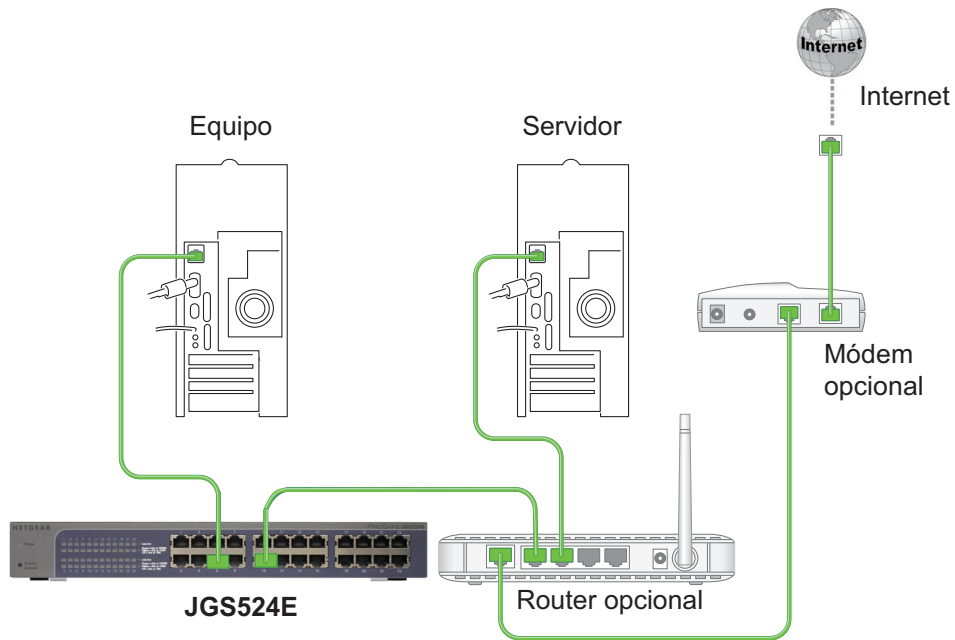 Internet
Internet
Equipo
Servidor
Módem
opcional
NETGEAR
JGS524E
Router opcional